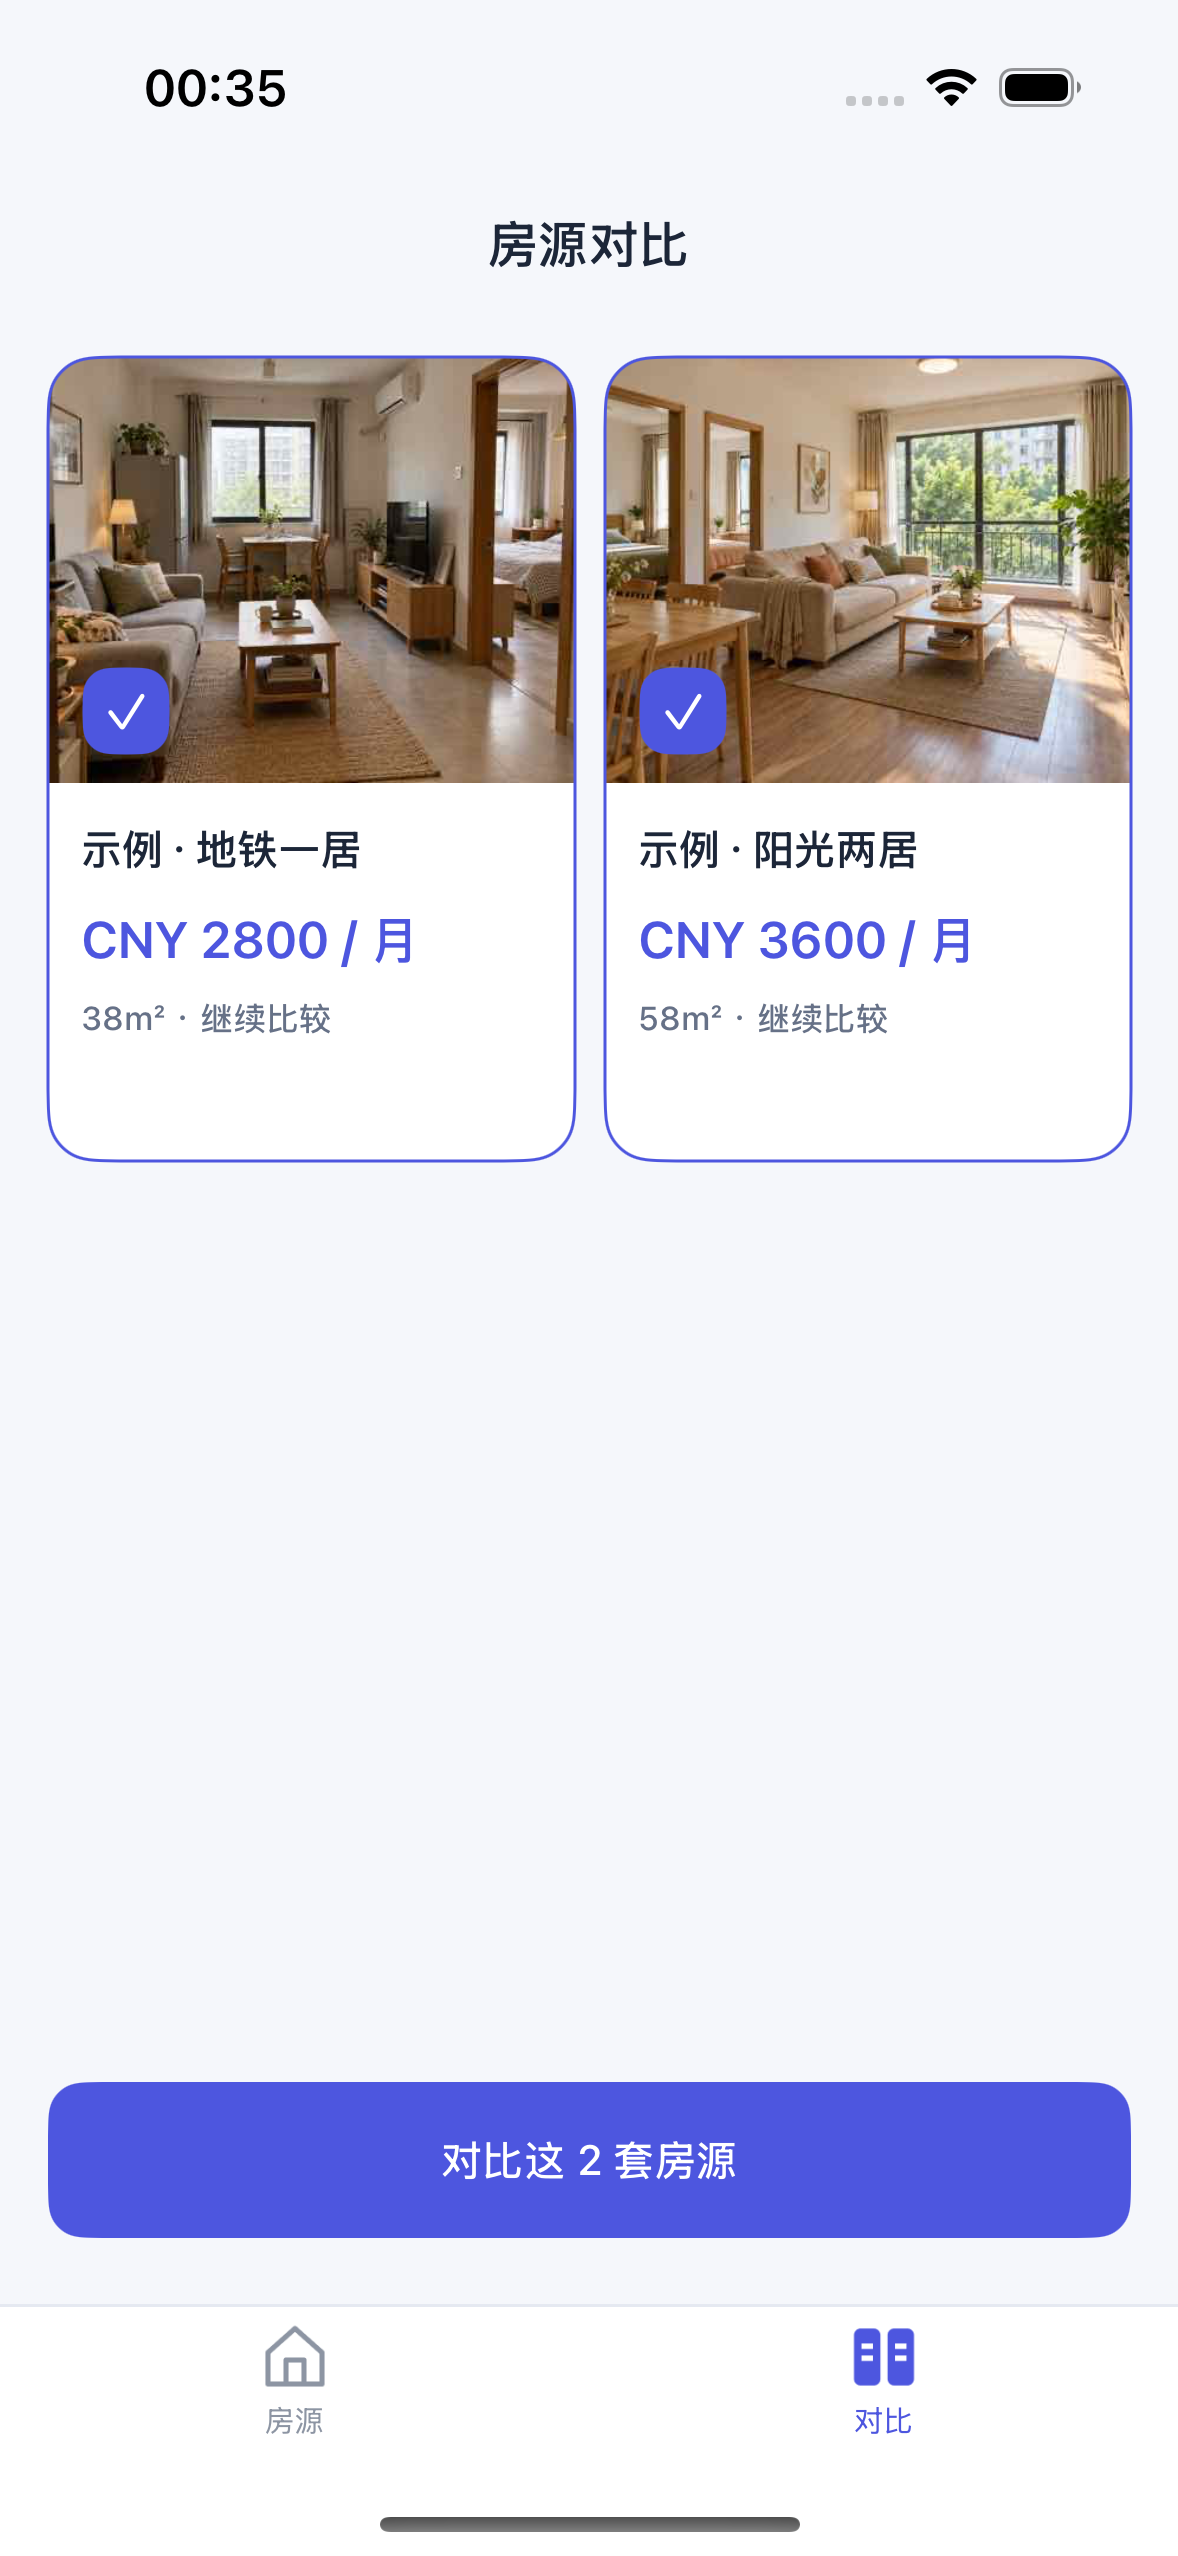 00:35
房源对比
示例 · 地铁一居
CNY 2800 / 月
38m² · 继续比较
示例 · 阳光两居
CNY 3600 / 月
58m² · 继续比较
对比这 2 套房源
房源
对比